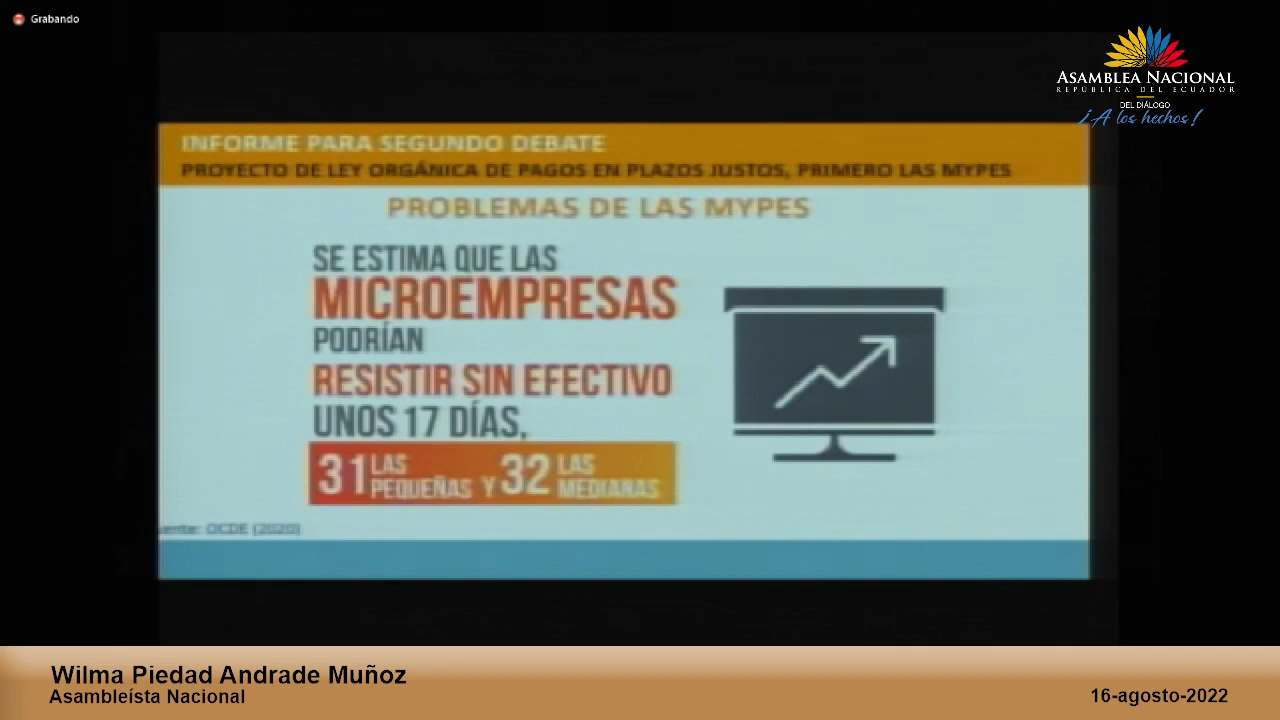 Grabando
ASAMBLEA NACIONAL
REPÚBLICA DEL ECUADOR
DEL DIÁLOGO
¡A los hechos!
INFORME PARA SEGUNDO DEBATE
PROYECTO DE LEY ORGÁNICA DE PAGOS EN PLAZOS JUSTOS, PRIMERO LAS MYPES
PROBLEMAS DE LAS MYPES
SE ESTIMA QUE LAS
MICROEMPRESAS
PODRÍAN
RESISTIR SIN EFECTIVO
UNOS 17 DÍAS,
31 LAS PEQUEÑAS Y 32 LAS MEDIANAS
uente: OCDE (2020)
Wilma Piedad Andrade Muñoz
Asambleísta Nacional
16-agosto-2022